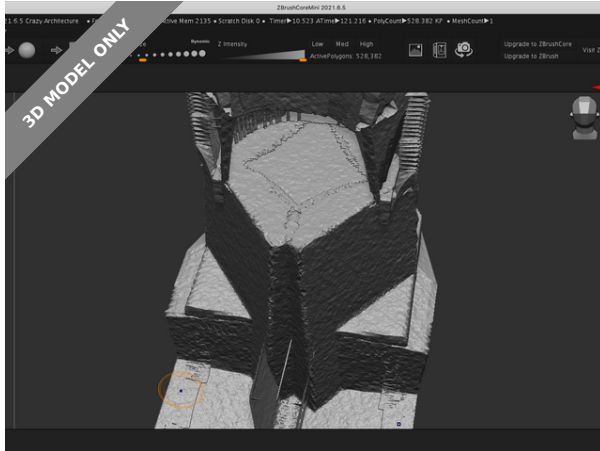 ZBrushCoreMini 2021.6.5
21.6.5 Crazy Architecture
Active Mem 2135 ● Scratch Disk 0 ● Timer▶10.523 ATime▶121.216 ● PolyCount▶528.382 KP ● MeshCount▶1
3D MODEL ONLY
Dynamic
Z Intensity
Low Med High
ActivePolygons: 528,382
Upgrade to ZBrushCore
Upgrade to ZBrush
Visit